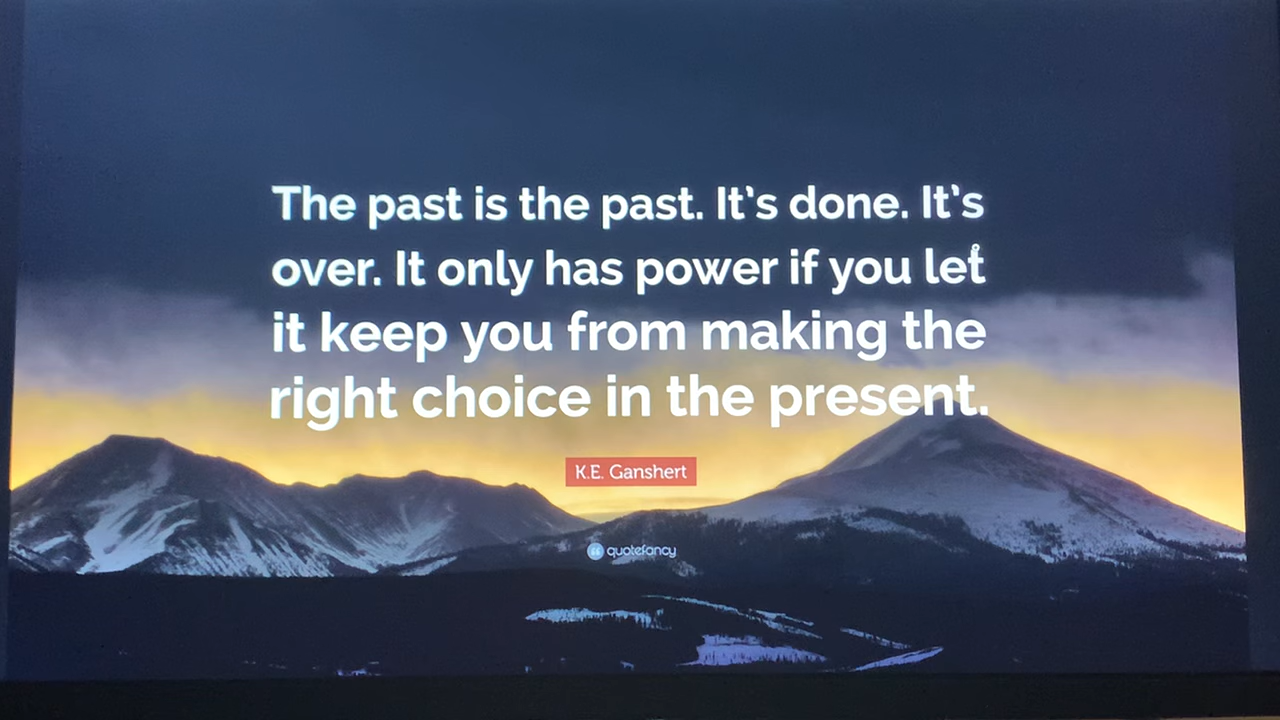 The past is the past. It’s done. It’s
over. It only has power if you let
it keep you from making the
right choice in the present.
K.E. Ganshert
quotefancy